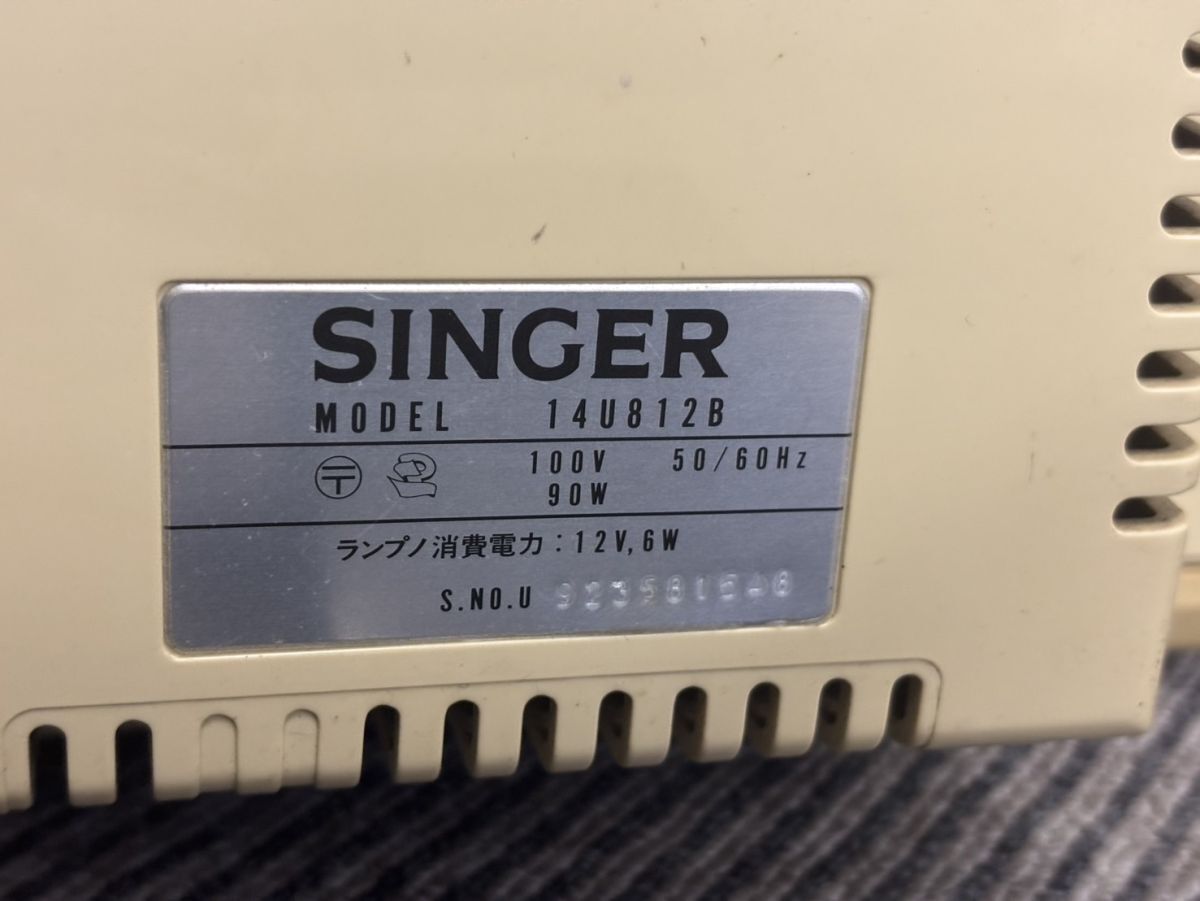 SINGER
MODEL 14U812B
100V 50/60Hz
90W
ランプノ消費電力:12V,6W
S.NO.U